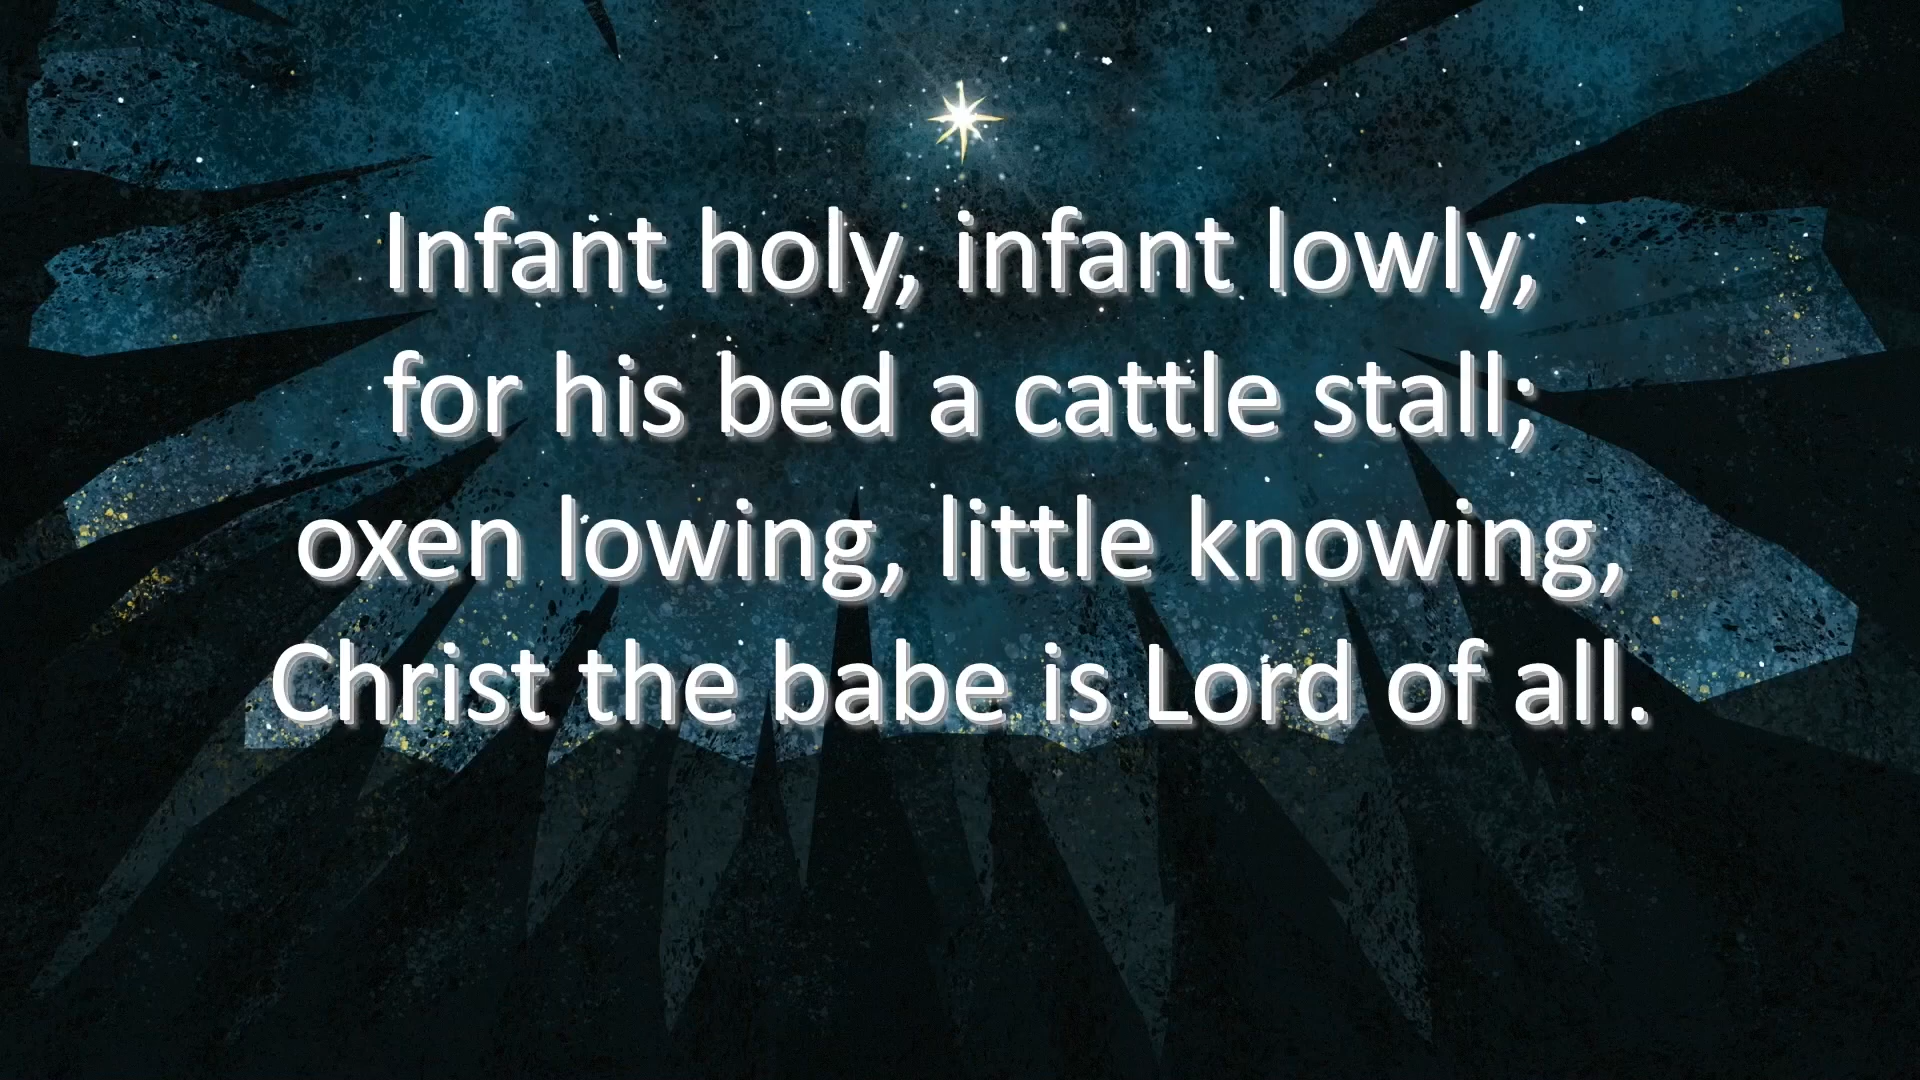 Infant holy, infant lowly,
for his bed a cattle stall;
oxen lowing, little knowing,
Christ the babe is Lord of all.